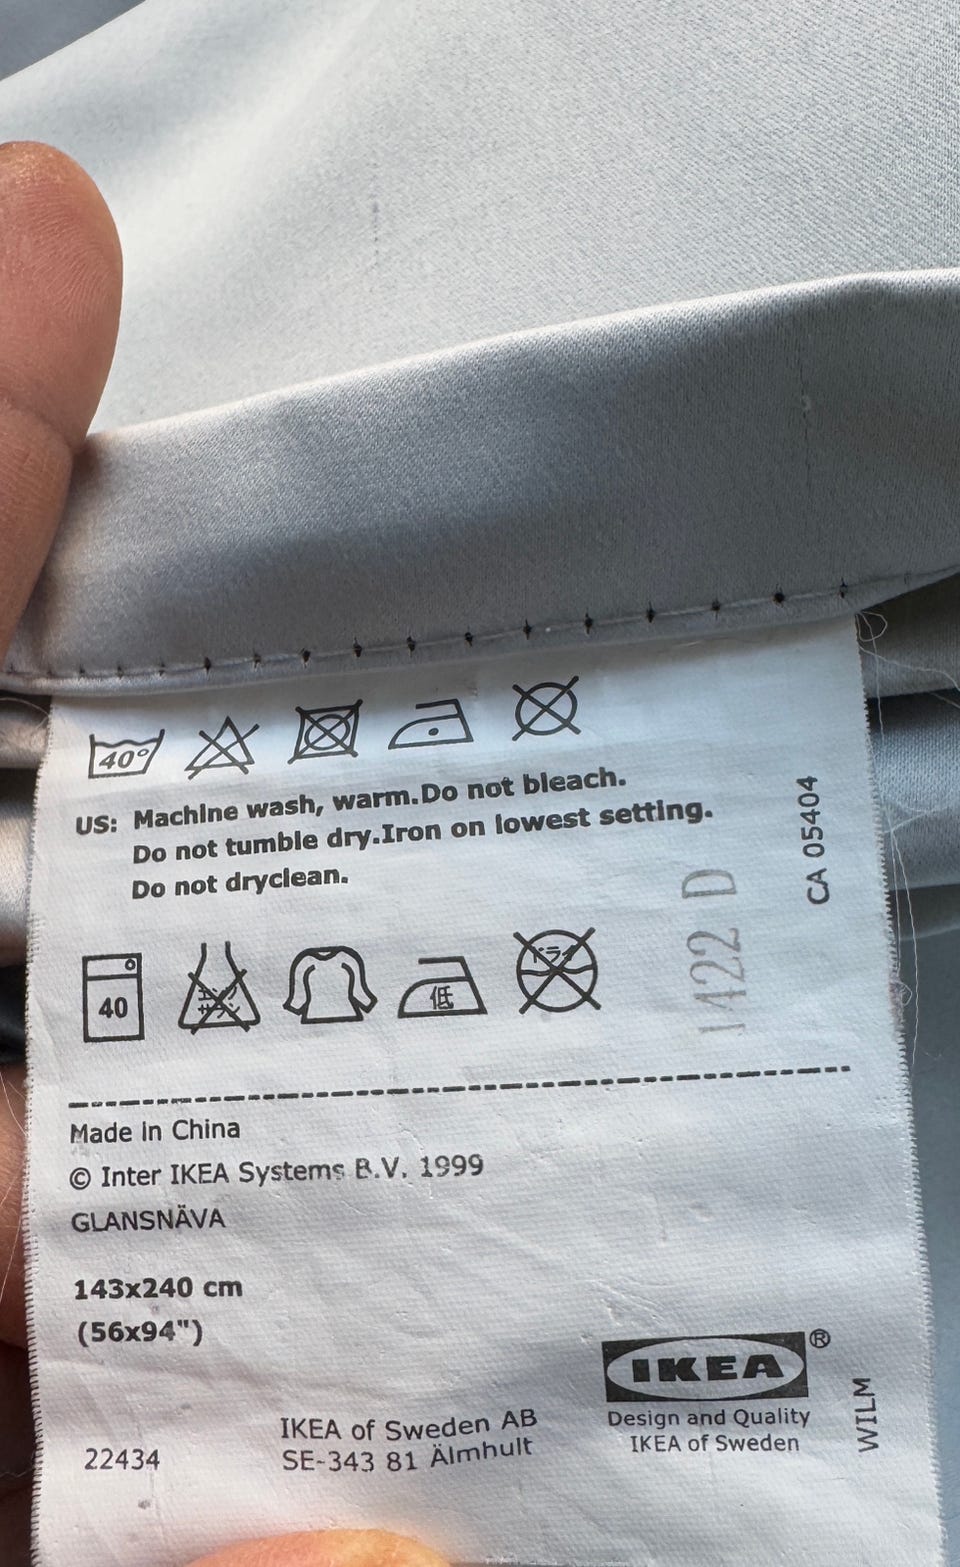 40°
US: Machine wash, warm.Do not bleach.
Do not tumble dry.Iron on lowest setting.
Do not dryclean.
CA 05404
1422 D
40
低
Made in China
© Inter IKEA Systems B.V. 1999
GLANSNÄVA
143x240 cm
(56x94")
IKEA®
Design and Quality
IKEA of Sweden
WILM
22434
IKEA of Sweden AB
SE-343 81 Älmhult